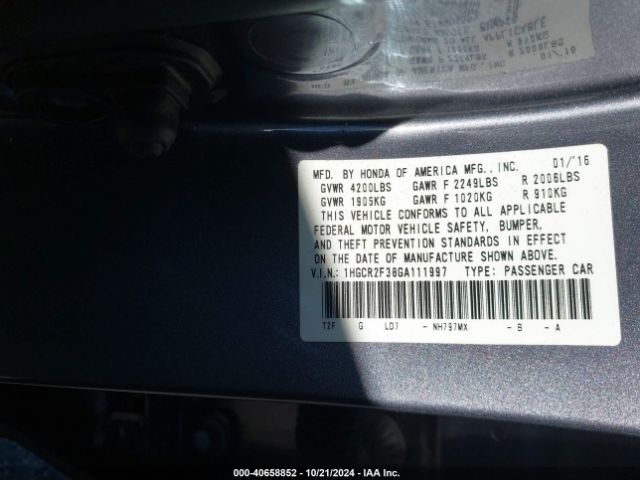 MFD. BY HONDA OF AMERICA MFG., INC. 01/'16
GVWR 4200LBS GAWR F 2249LBS R 2006LBS
GVWR 1905KG GAWR F 1020KG R 910KG
THIS VEHICLE CONFORMS TO ALL APPLICABLE
FEDERAL MOTOR VEHICLE SAFETY, BUMPER,
AND THEFT PREVENTION STANDARDS IN EFFECT
ON THE DATE OF MANUFACTURE SHOWN ABOVE.
V.I.N.: 1HGCR2F38GA111997 TYPE: PASSENGER CAR
T2F G LD7 - NH797MX - B - A
000-40658852 - 10/21/2024 - IAAI.COM